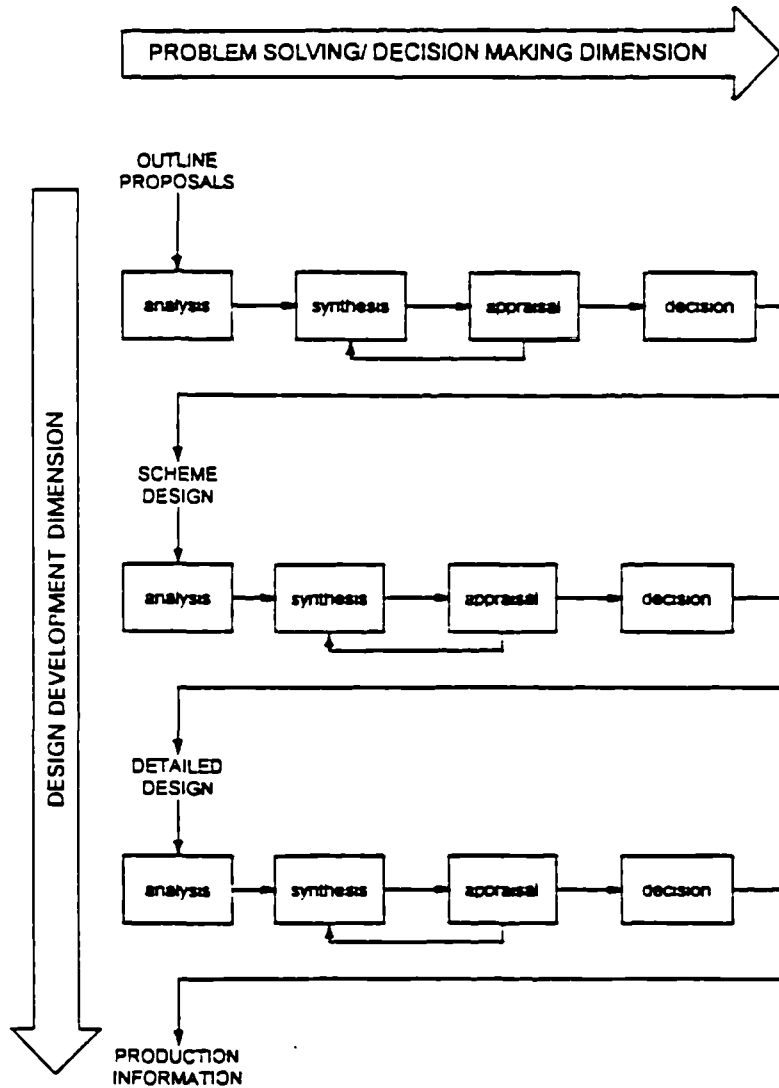 PROBLEM SOLVING/ DECISION MAKING DIMENSION
OUTLINE
PROPOSALS
analysis
synthesis
appraisal
decision
DESIGN DEVELOPMENT DIMENSION
SCHEME
DESIGN
analysis
synthesis
appraisal
decision
DETAILED
DESIGN
analysis
synthesis
appraisal
decision
PRODUCTION
INFORMATION